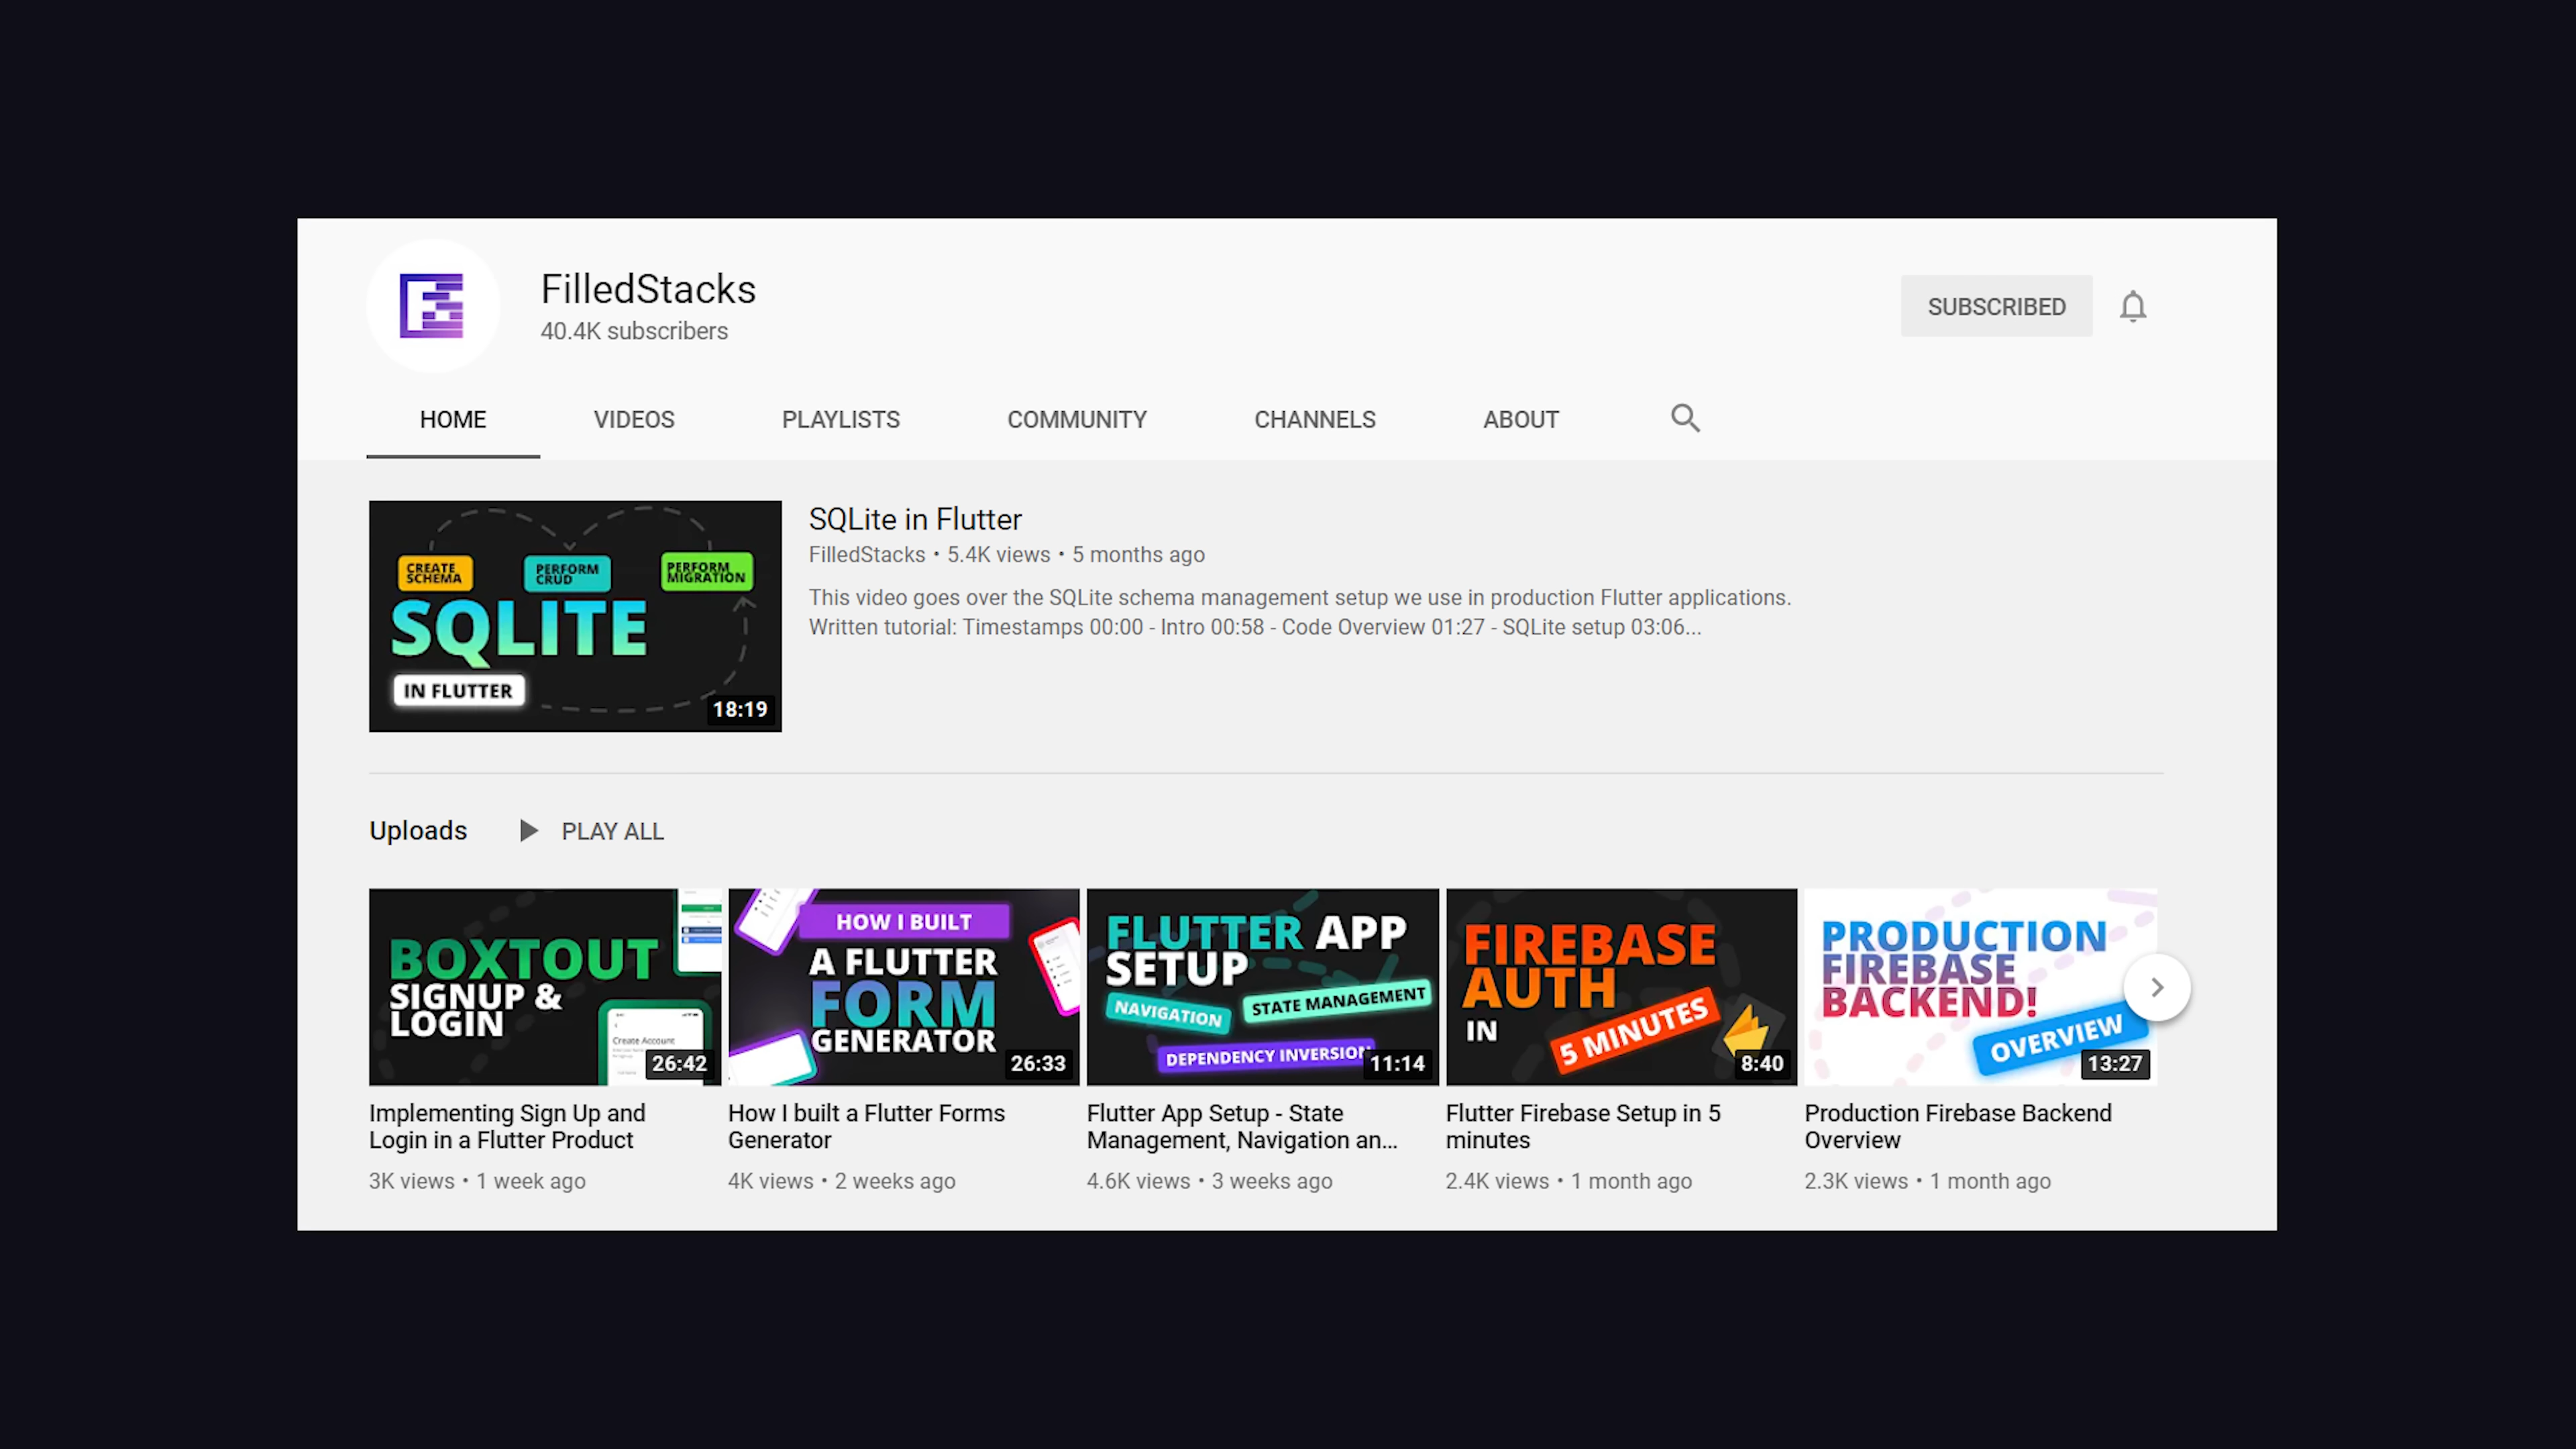 FilledStacks
40.4K subscribers
SUBSCRIBED
HOME
VIDEOS
PLAYLISTS
COMMUNITY
CHANNELS
ABOUT
CREATE
SCHEMA
PERFORM
CRUD
PERFORM
MIGRATION
SQLITE
IN FLUTTER
18:19
SQLite in Flutter
FilledStacks • 5.4K views • 5 months ago
This video goes over the SQLite schema management setup we use in production Flutter applications.
Written tutorial: Timestamps 00:00 - Intro 00:58 - Code Overview 01:27 - SQLite setup 03:06...
Uploads
PLAY ALL
BOXTOUT
SIGNUP &
LOGIN
Create Account
26:42
HOW I BUILT
A FLUTTER
FORM
GENERATOR
26:33
FLUTTER APP
SETUP
NAVIGATION
STATE MANAGEMENT
DEPENDENCY INVERSION
11:14
FIREBASE
AUTH
IN
5 MINUTES
8:40
PRODUCTION
FIREBASE
BACKEND!
OVERVIEW
13:27
Implementing Sign Up and
Login in a Flutter Product
3K views • 1 week ago
How I built a Flutter Forms
Generator
4K views • 2 weeks ago
Flutter App Setup - State
Management, Navigation an...
4.6K views • 3 weeks ago
Flutter Firebase Setup in 5
minutes
2.4K views • 1 month ago
Production Firebase Backend
Overview
2.3K views • 1 month ago